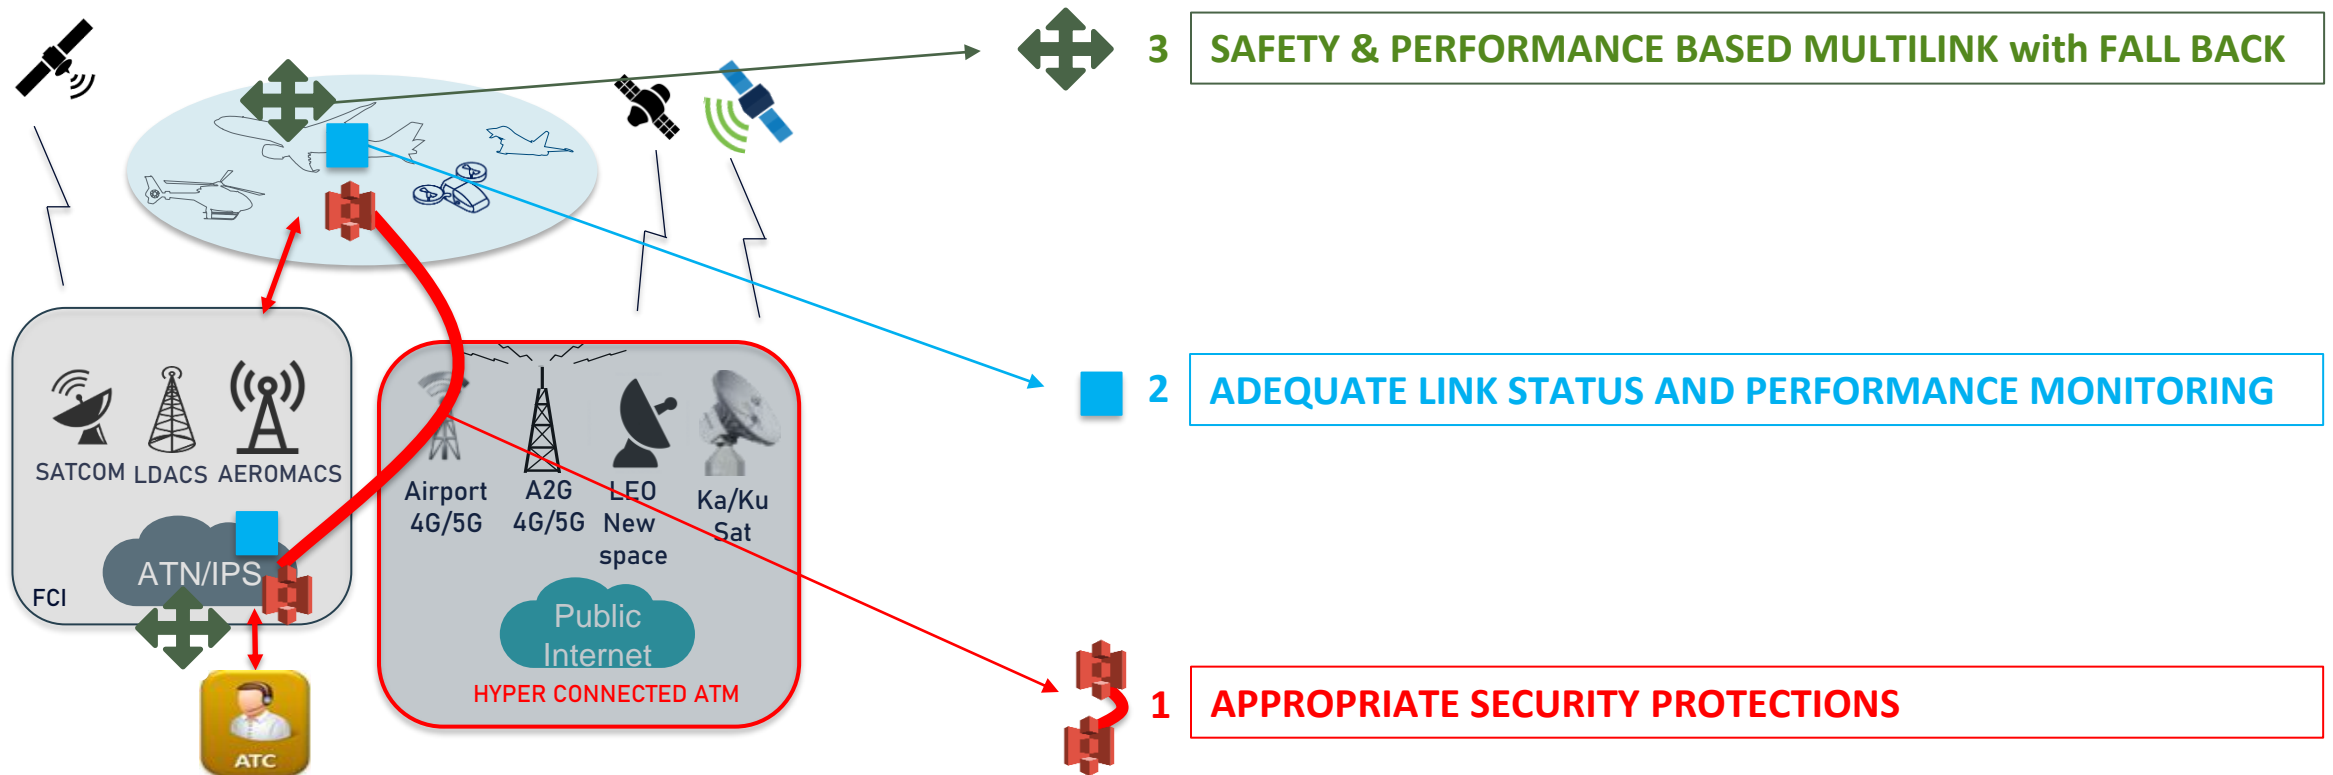 3 SAFETY & PERFORMANCE BASED MULTILINK with FALL BACK
2 ADEQUATE LINK STATUS AND PERFORMANCE MONITORING
SATCOM LDACS AEROMACS
Airport
4G/5G
A2G
4G/5G
LEO
New
space
Ka/Ku
Sat
ATN/IPS
FCI
Public
Internet
HYPER CONNECTED ATM
1 APPROPRIATE SECURITY PROTECTIONS
ATC